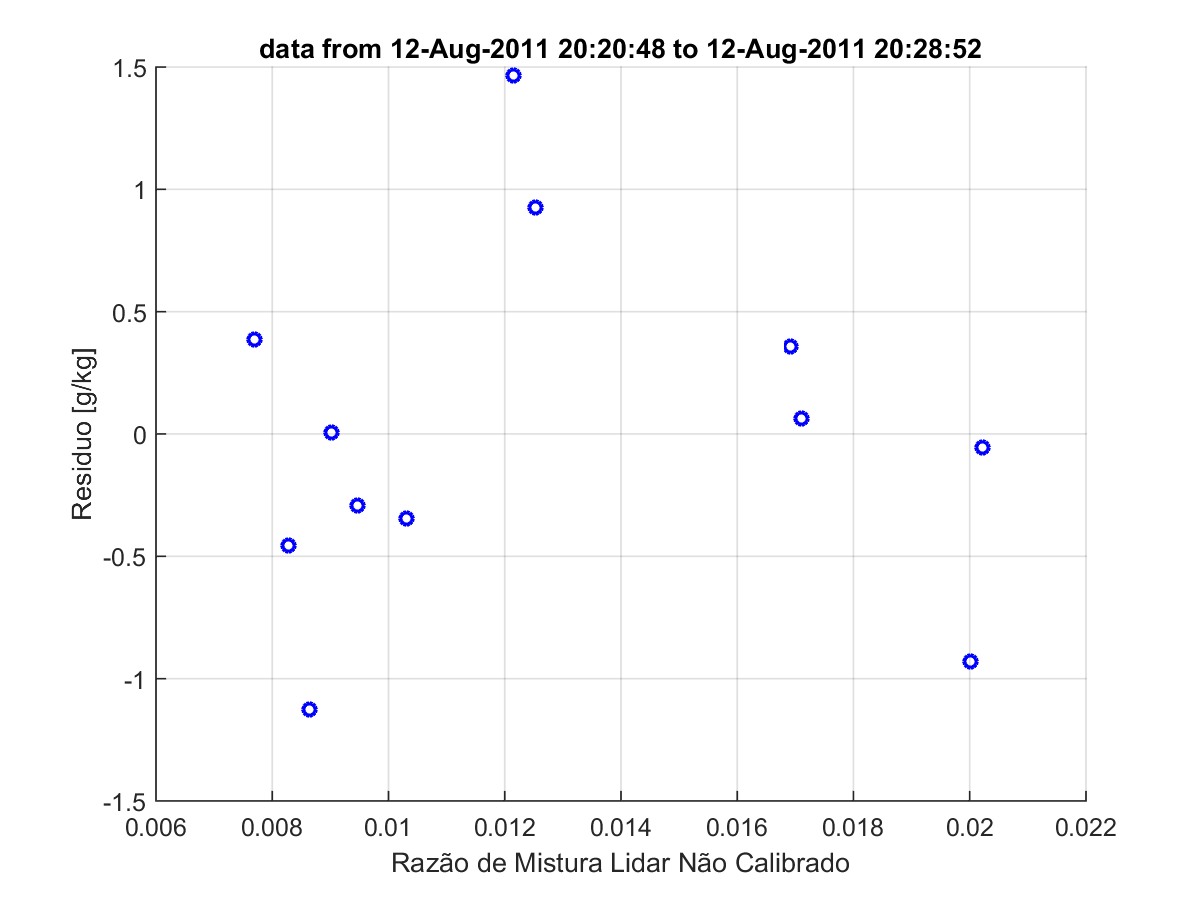 data from 12-Aug-2011 20:20:48 to 12-Aug-2011 20:28:52
1.5
1
0.5
0
-0.5
-1
-1.5
Residuo [g/kg]
0.006 0.008 0.01 0.012 0.014 0.016 0.018 0.02 0.022
Razão de Mistura Lidar Não Calibrado